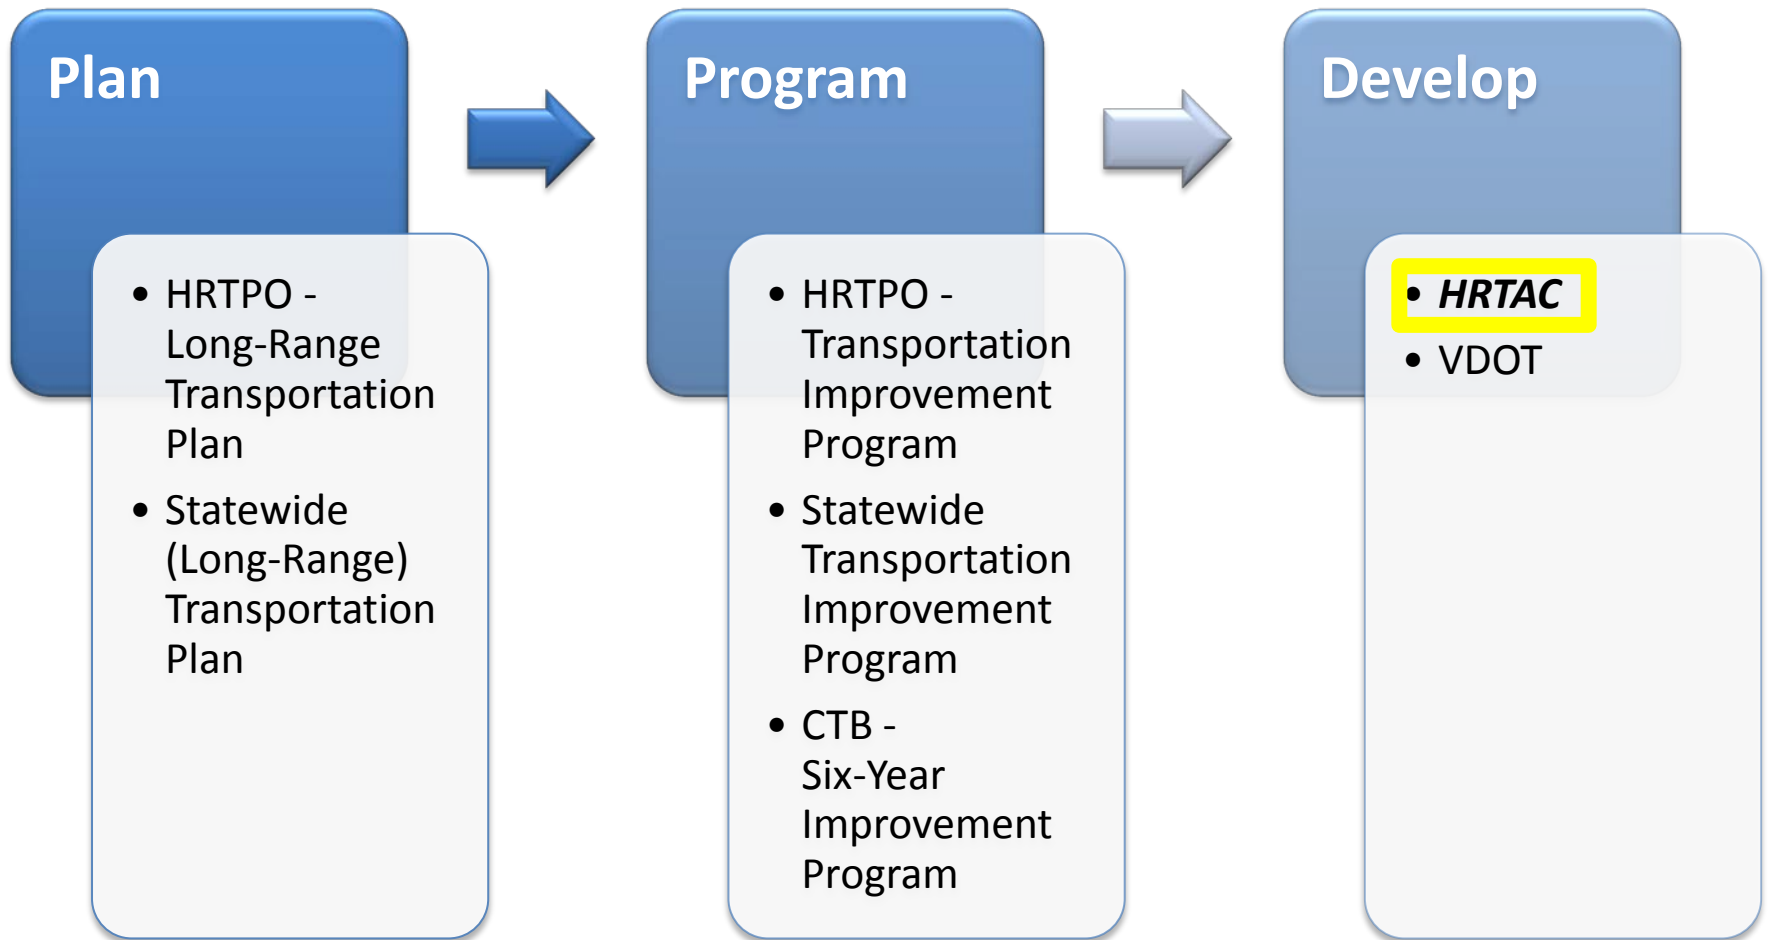 Plan
• HRTPO -
Long-Range
Transportation
Plan
• Statewide
(Long-Range)
Transportation
Plan
Program
• HRTPO -
Transportation
Improvement
Program
• Statewide
Transportation
Improvement
Program
• CTB -
Six-Year
Improvement
Program
Develop
• HRTAC
• VDOT